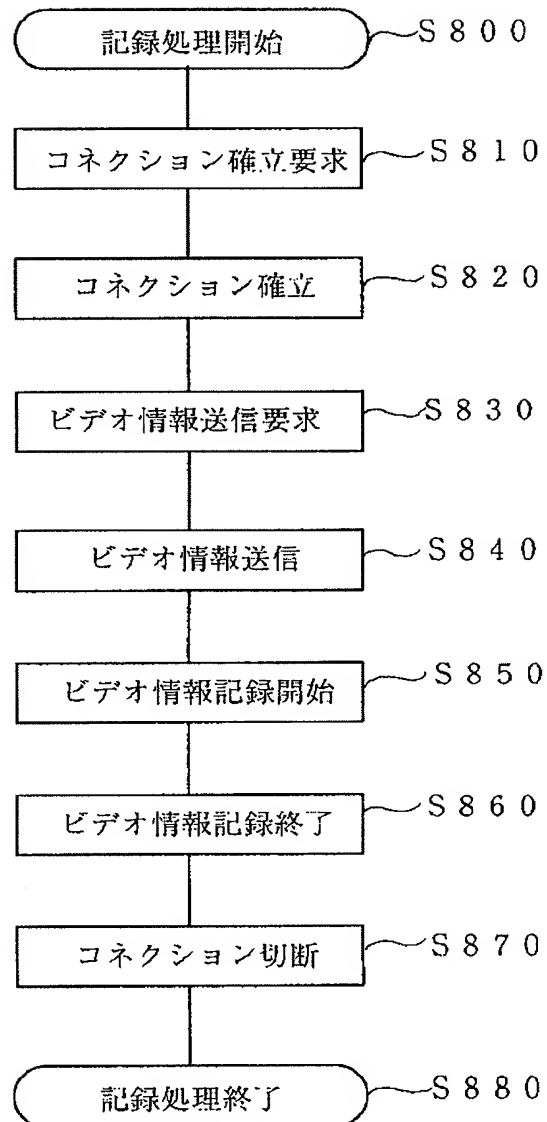 記録処理開始 S800
コネクション確立要求 S810
コネクション確立 S820
ビデオ情報送信要求 S830
ビデオ情報送信 S840
ビデオ情報記録開始 S850
ビデオ情報記録終了 S860
コネクション切断 S870
記録処理終了 S880